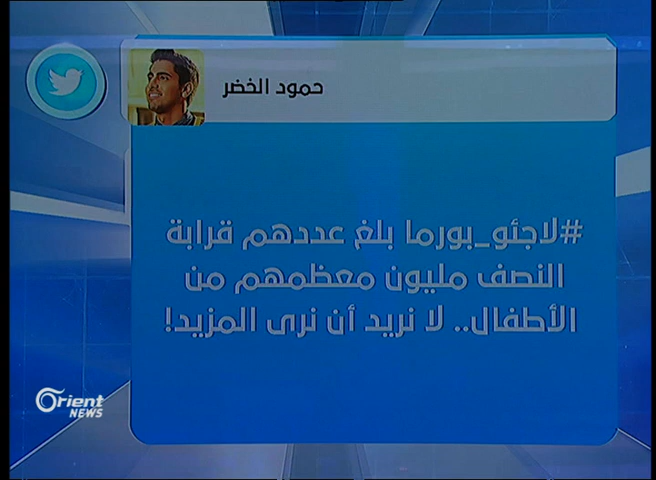 حمود الخضر
#لاجئو_بورما بلغ عددهم قرابة
النصف مليون معظمهم من
الأطفال.. لا نريد أن نرى المزيد!
Orient
NEWS